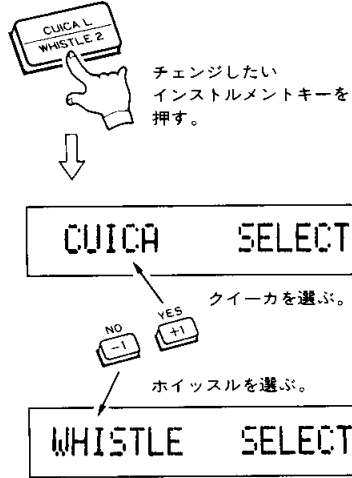 CUICA L
WHISTLE 2
チェンジしたい
インストルメントキーを
押す。
CUICA SELECT
クイーカを選ぶ。
NO
-1
YES
+1
ホイッスルを選ぶ。
WHISTLE SELECT